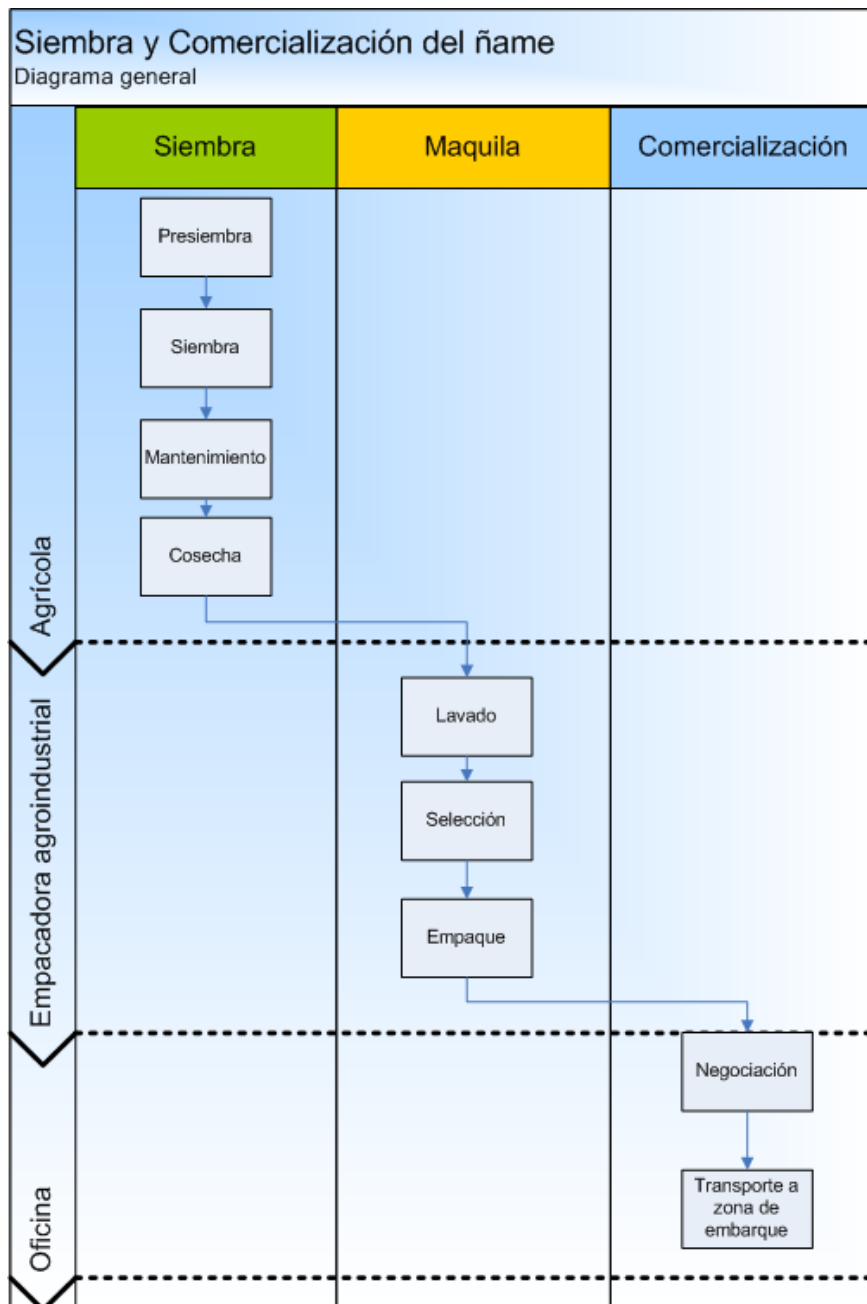 Siembra y Comercialización del ñame
Diagrama general
Siembra
Maquila
Comercialización
Agrícola
Presiembra
Siembra
Mantenimiento
Cosecha
Empacadora agroindustrial
Lavado
Selección
Empaque
Oficina
Negociación
Transporte a
zona de
embarque